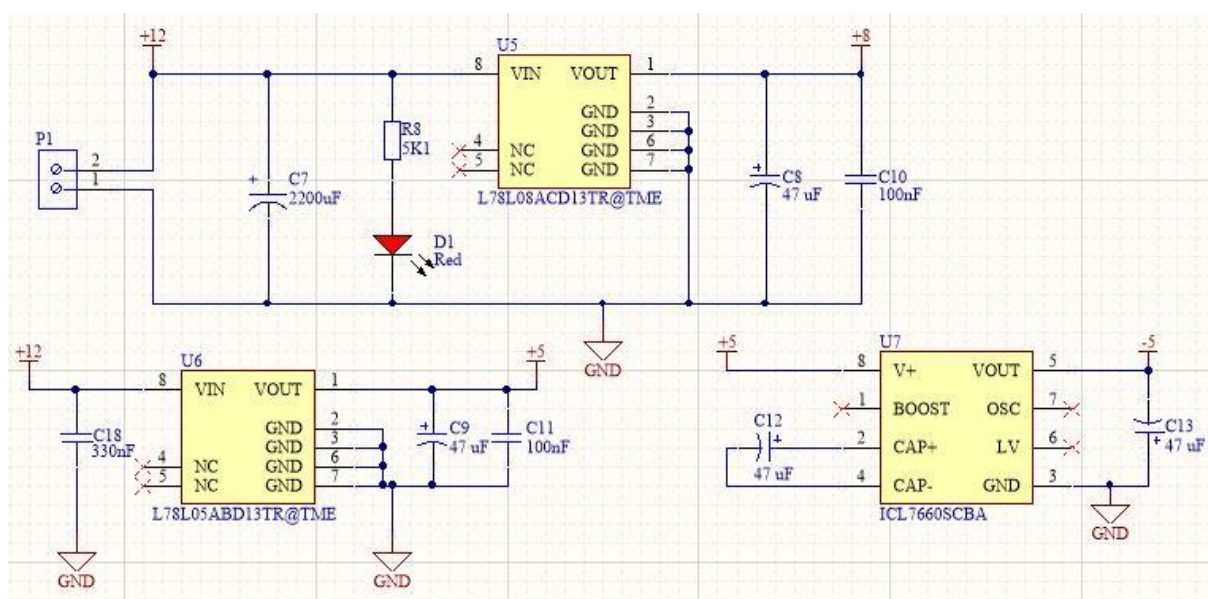 +12
+8
U5
8 VIN VOUT 1
GND 2
GND 3
4 NC GND 6
5 NC GND 7
L78L08ACD13TR@TME
P1
2
1
R8
5K1
+ C7
2200uF
D1
Red
+ C8
47 uF
C10
100nF
GND
+12
U6
+5
8 VIN VOUT 1
GND 2
GND 3
4 NC GND 6
5 NC GND 7
L78L05ABD13TR@TME
C18
330nF
+ C9
47 uF
C11
100nF
GND
GND
+5
U7
-5
8 V+ VOUT 5
1 BOOST OSC 7
2 CAP+ LV 6
4 CAP- GND 3
ICL7660SCBA
C12
+
47 uF
C13
+ 47 uF
GND